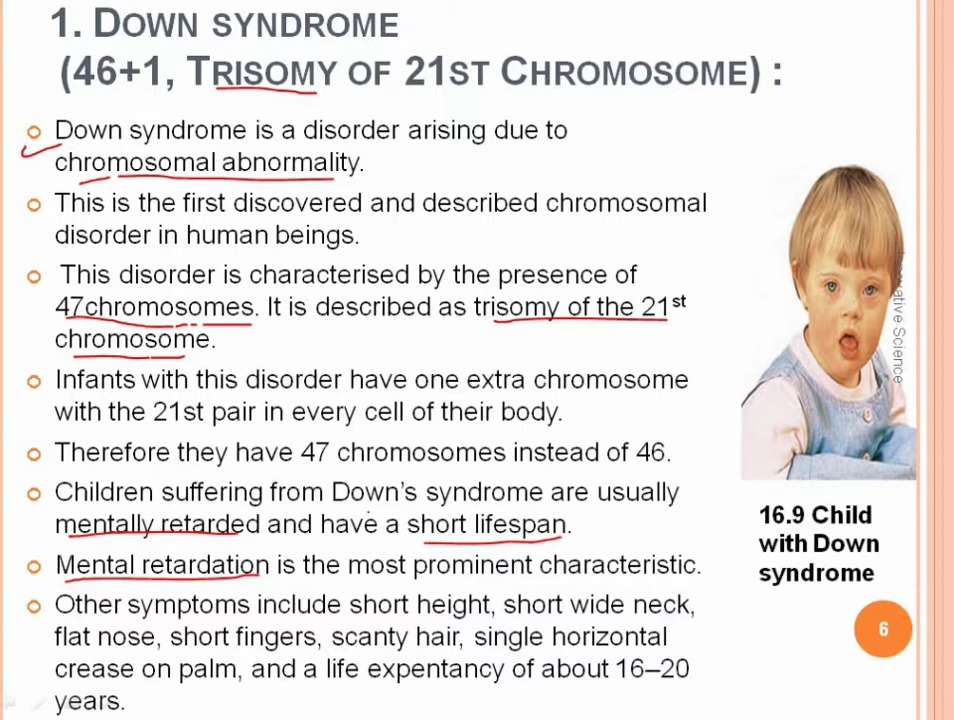 1. DOWN SYNDROME
(46+1, TRISOMY OF 21ST CHROMOSOME) :
Down syndrome is a disorder arising due to
chromosomal abnormality.
This is the first discovered and described chromosomal
disorder in human beings.
This disorder is characterised by the presence of
47chromosomes. It is described as trisomy of the 21st
chromosome.
Infants with this disorder have one extra chromosome
with the 21st pair in every cell of their body.
Therefore they have 47 chromosomes instead of 46.
Children suffering from Down's syndrome are usually
mentally retarded and have a short lifespan.
Mental retardation is the most prominent characteristic.
Other symptoms include short height, short wide neck,
flat nose, short fingers, scanty hair, single horizontal
crease on palm, and a life expentancy of about 16–20
years.
ative Science
16.9 Child
with Down
syndrome
6